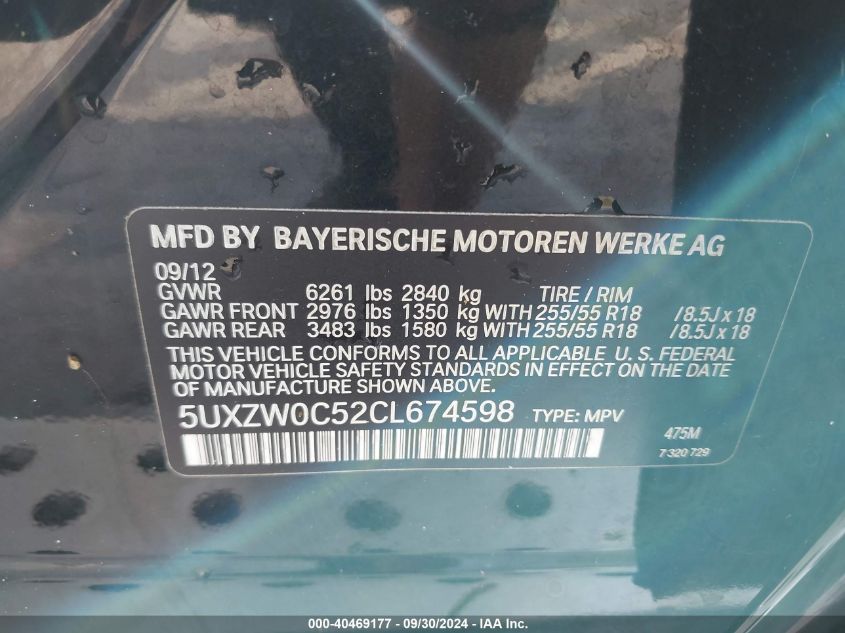 MFD BY BAYERISCHE MOTOREN WERKE AG
09/12
GVWR 6261 lbs 2840 kg TIRE / RIM
GAWR FRONT 2976 lbs 1350 kg WITH 255/55 R18 /8.5J x 18
GAWR REAR 3483 lbs 1580 kg WITH 255/55 R18 /8.5J x 18
THIS VEHICLE CONFORMS TO ALL APPLICABLE U. S. FEDERAL
MOTOR VEHICLE SAFETY STANDARDS IN EFFECT ON THE DATE
OF MANUFACTURE SHOWN ABOVE.
5UXZW0C52CL674598 TYPE: MPV
475M
7 320 729
000-40469177 - 09/30/2024 - IAA Inc.